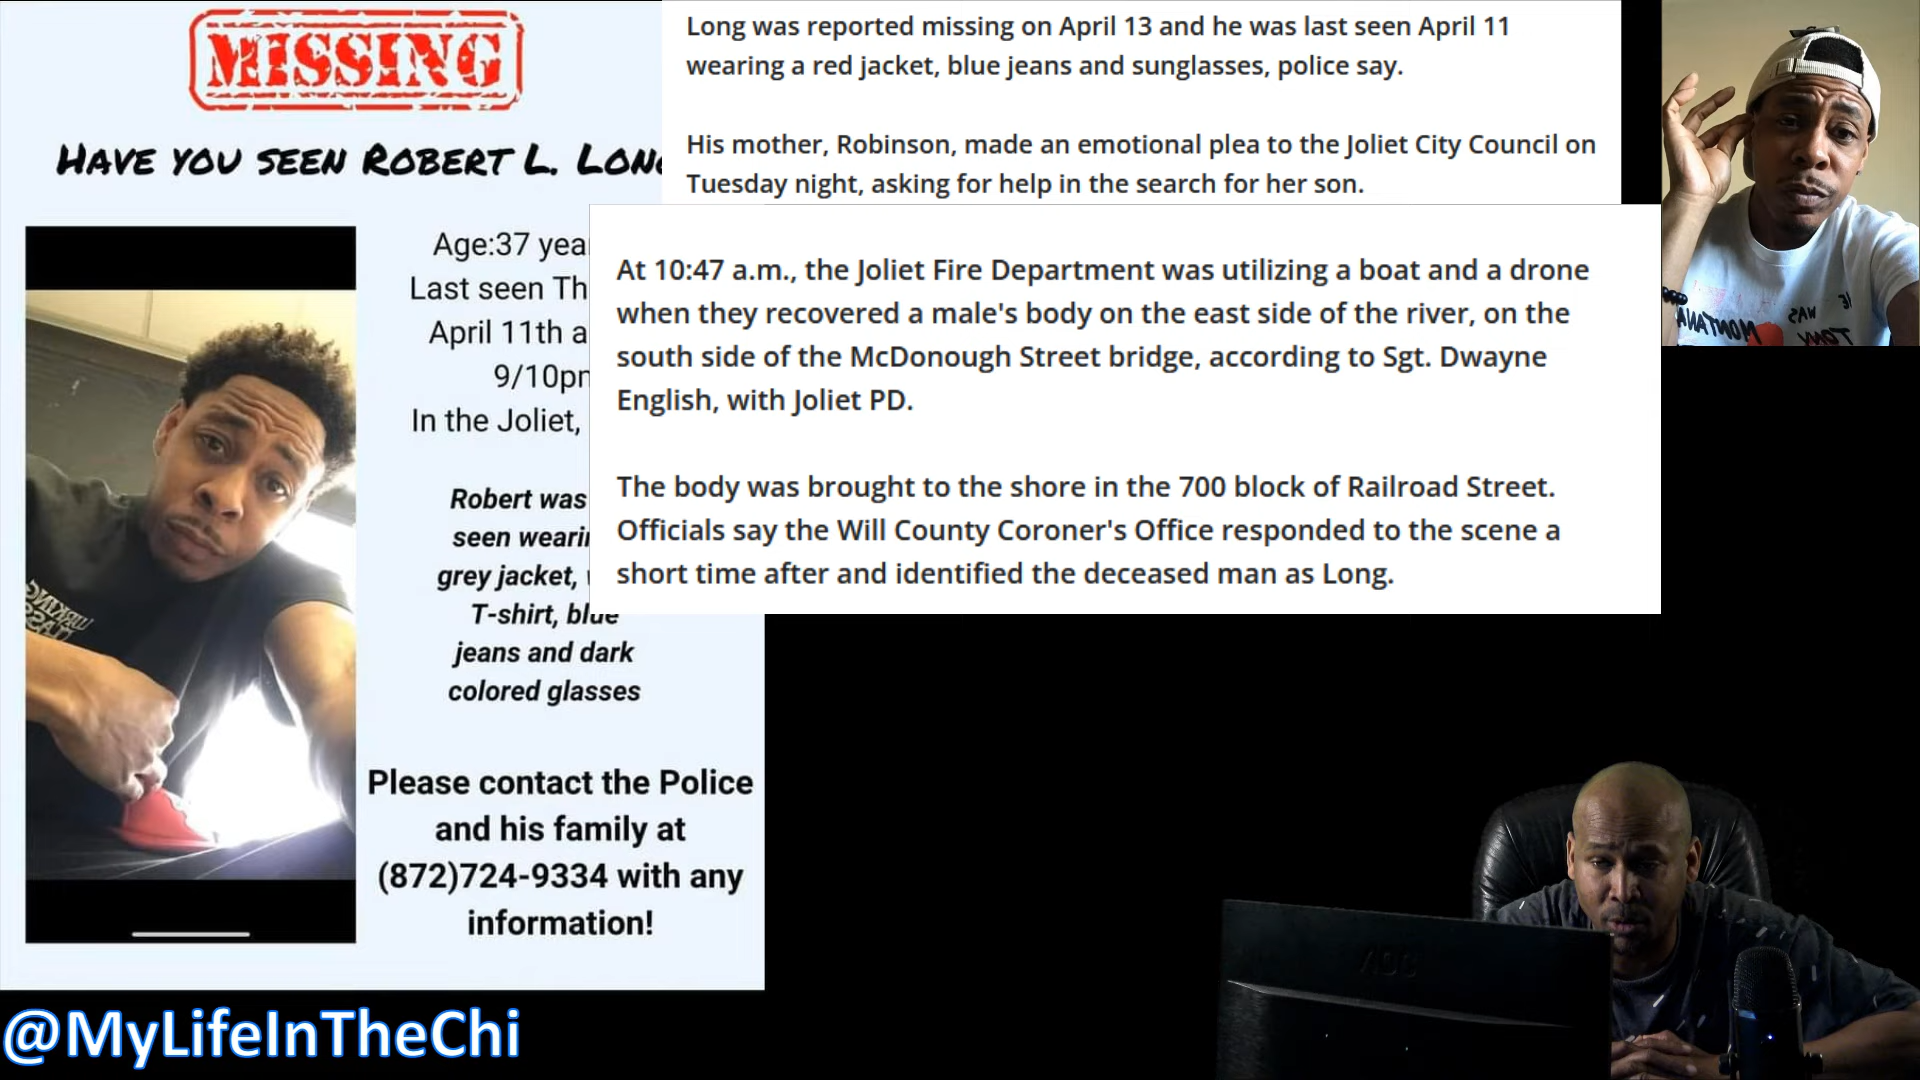 MISSING
HAVE YOU SEEN ROBERT L. LONG
Age:37
Last seen
April 11th
In the Joliet,
Robert was
seen
grey jacket,
T-shirt, blue
jeans and dark
colored glasses
Please contact the Police
and his family at
(872)724-9334 with any
information!
Long was reported missing on April 13 and he was last seen April 11
wearing a red jacket, blue jeans and sunglasses, police say.
His mother, Robinson, made an emotional plea to the Joliet City Council on
Tuesday night, asking for help in the search for her son.
At 10:47 a.m., the Joliet Fire Department was utilizing a boat and a drone
when they recovered a male's body on the east side of the river, on the
south side of the McDonough Street bridge, according to Sgt. Dwayne
English, with Joliet PD.
The body was brought to the shore in the 700 block of Railroad Street.
Officials say the Will County Coroner's Office responded to the scene a
short time after and identified the deceased man as Long.
WAS
TONY
MONTANA
AOC
@MyLifeInTheChi